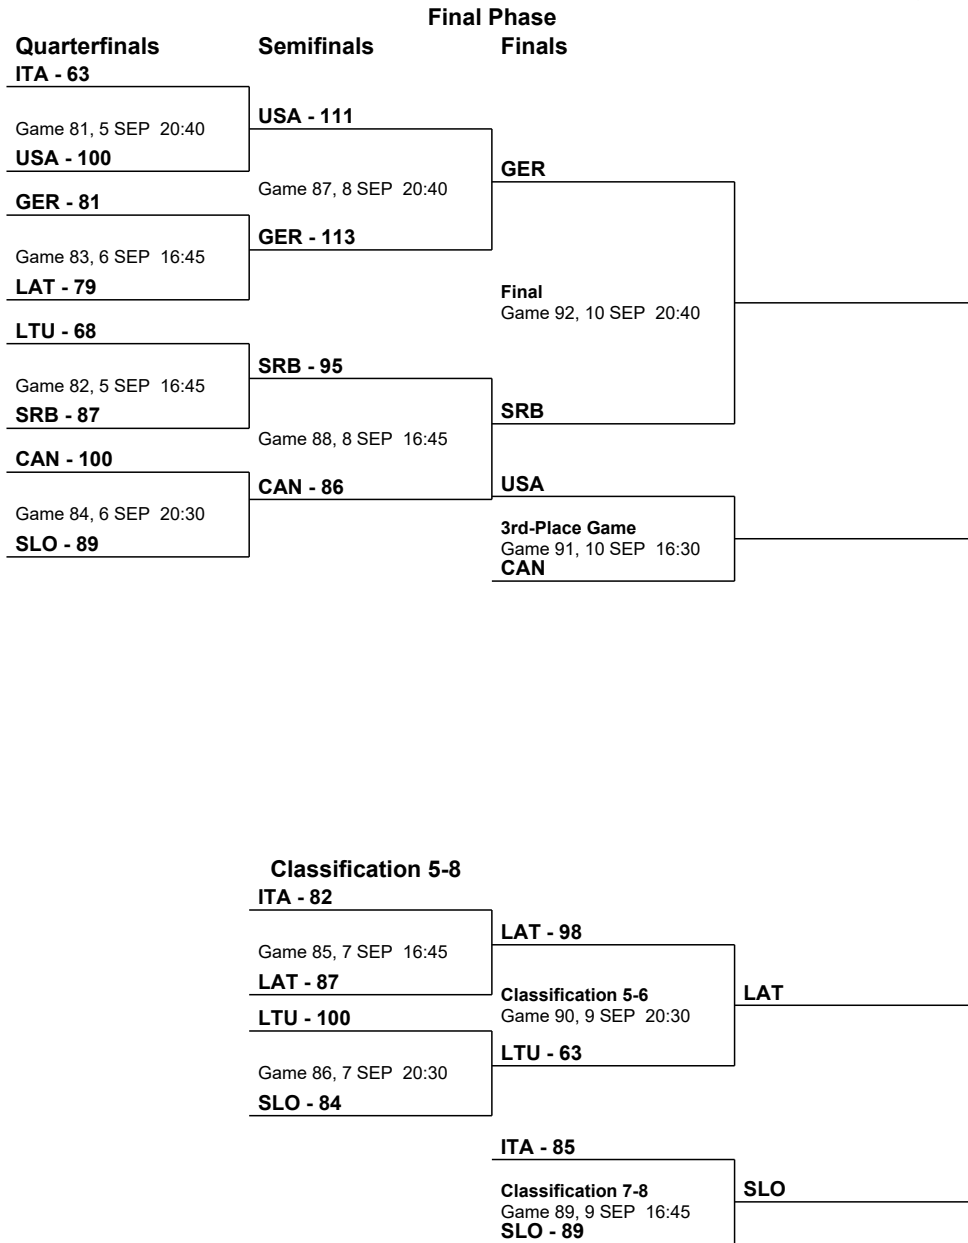 Final Phase
Quarterfinals
Semifinals
Finals
ITA - 63
Game 81, 5 SEP 20:40
USA - 100
GER - 81
Game 83, 6 SEP 16:45
LAT - 79
LTU - 68
Game 82, 5 SEP 16:45
SRB - 87
CAN - 100
Game 84, 6 SEP 20:30
SLO - 89
USA - 111
Game 87, 8 SEP 20:40
GER - 113
SRB - 95
Game 88, 8 SEP 16:45
CAN - 86
GER
Final
Game 92, 10 SEP 20:40
SRB
USA
3rd-Place Game
Game 91, 10 SEP 16:30
CAN
Classification 5-8
ITA - 82
Game 85, 7 SEP 16:45
LAT - 87
LTU - 100
Game 86, 7 SEP 20:30
SLO - 84
LAT - 98
Classification 5-6
Game 90, 9 SEP 20:30
LTU - 63
LAT
ITA - 85
Classification 7-8
Game 89, 9 SEP 16:45
SLO - 89
SLO